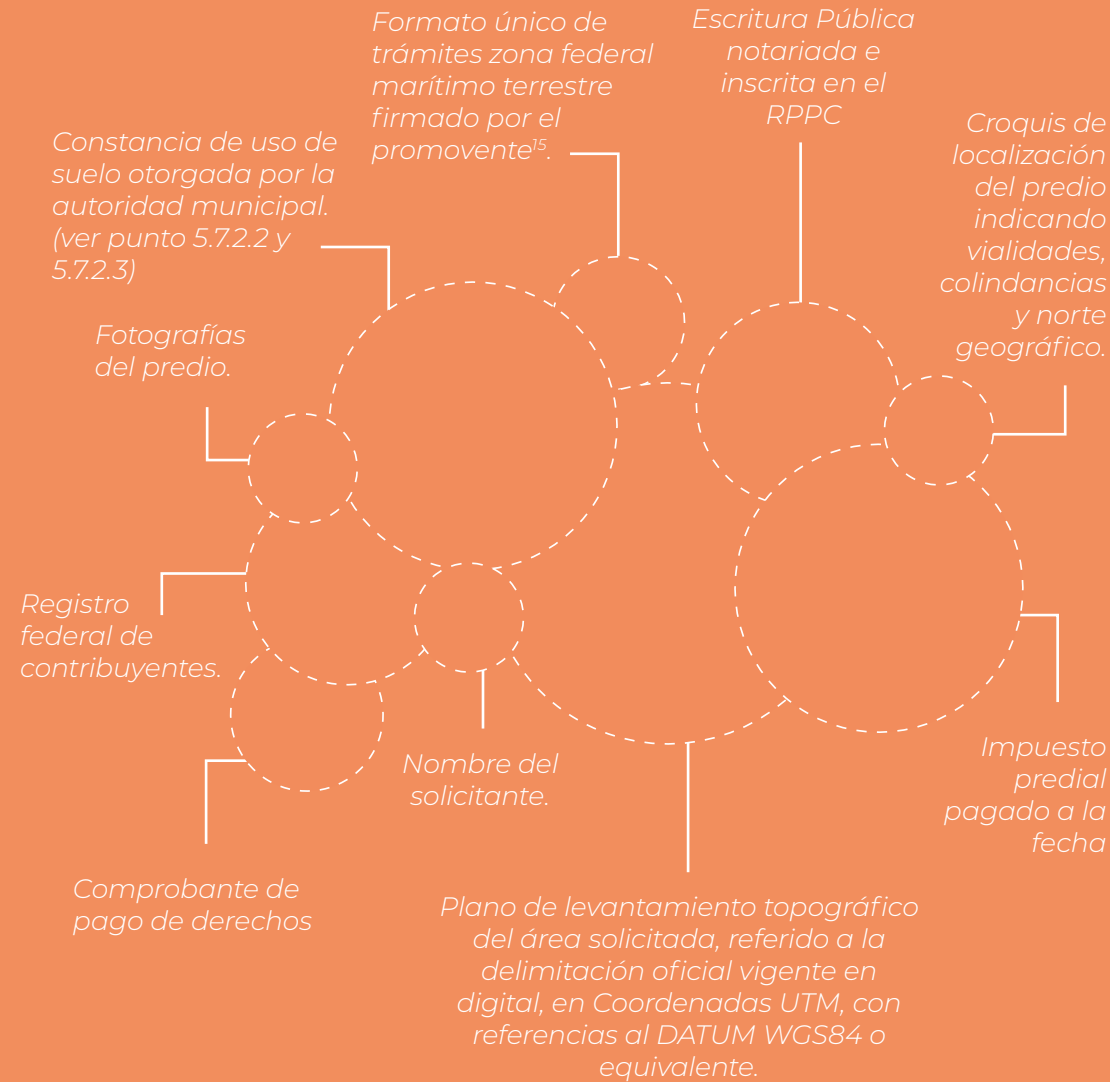 Formato único de
trámites zona federal
marítimo terrestre
firmado por el
promovente15.
Escritura Pública
notariada e
inscrita en el
RPPC
Croquis de
localización
del predio
indicando
vialidades,
colindancias
y norte
geográfico.
Constancia de uso de
suelo otorgada por la
autoridad municipal.
(ver punto 5.7.2.2 y
5.7.2.3)
Fotografías
del predio.
Registro
federal de
contribuyentes.
Nombre del
solicitante.
Impuesto
predial
pagado a la
fecha
Comprobante de
pago de derechos
Plano de levantamiento topográfico
del área solicitada, referido a la
delimitación oficial vigente en
digital, en Coordenadas UTM, con
referencias al DATUM WGS84 o
equivalente.